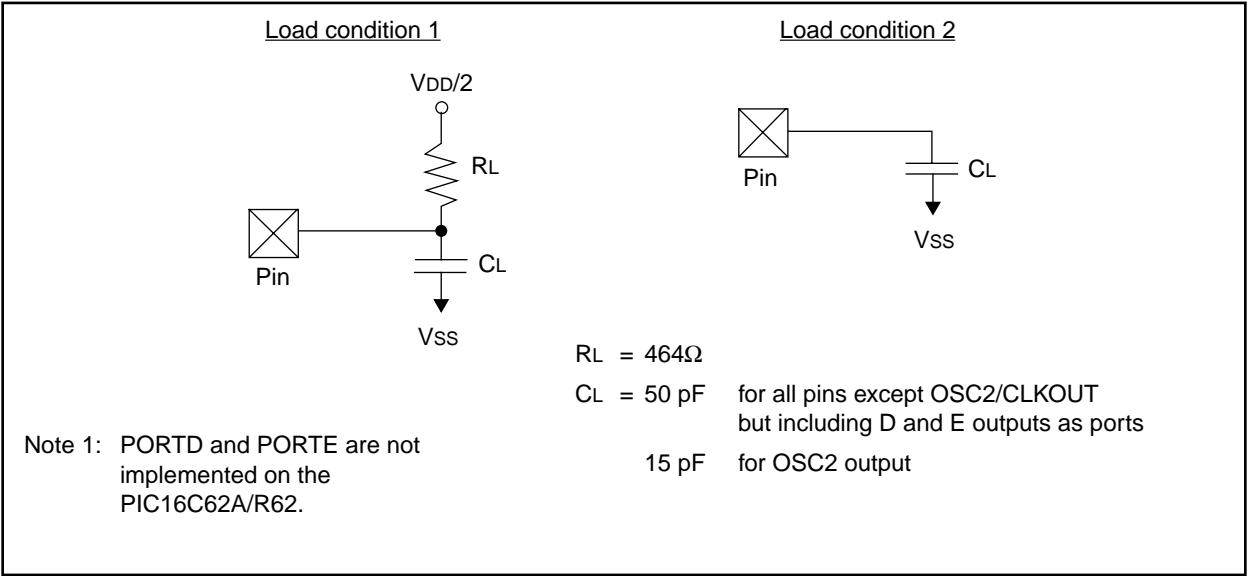 Load condition 1
VDD/2
RL
Pin
CL
VSS
Load condition 2
Pin
CL
VSS
RL = 464Ω
CL = 50 pF for all pins except OSC2/CLKOUT
but including D and E outputs as ports
15 pF for OSC2 output
Note 1: PORTD and PORTE are not
implemented on the
PIC16C62A/R62.